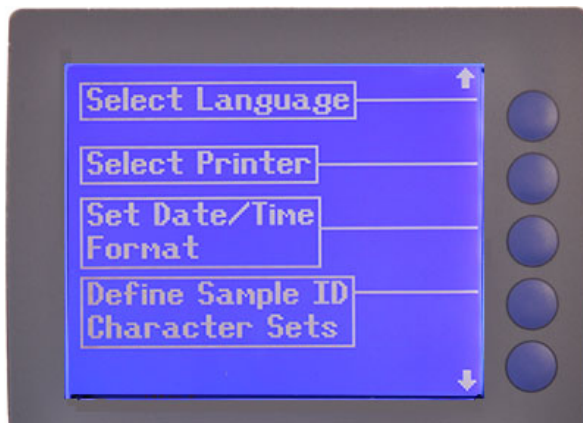 Select Language
Select Printer
Set Date/Time
Format
Define Sample ID
Character Sets